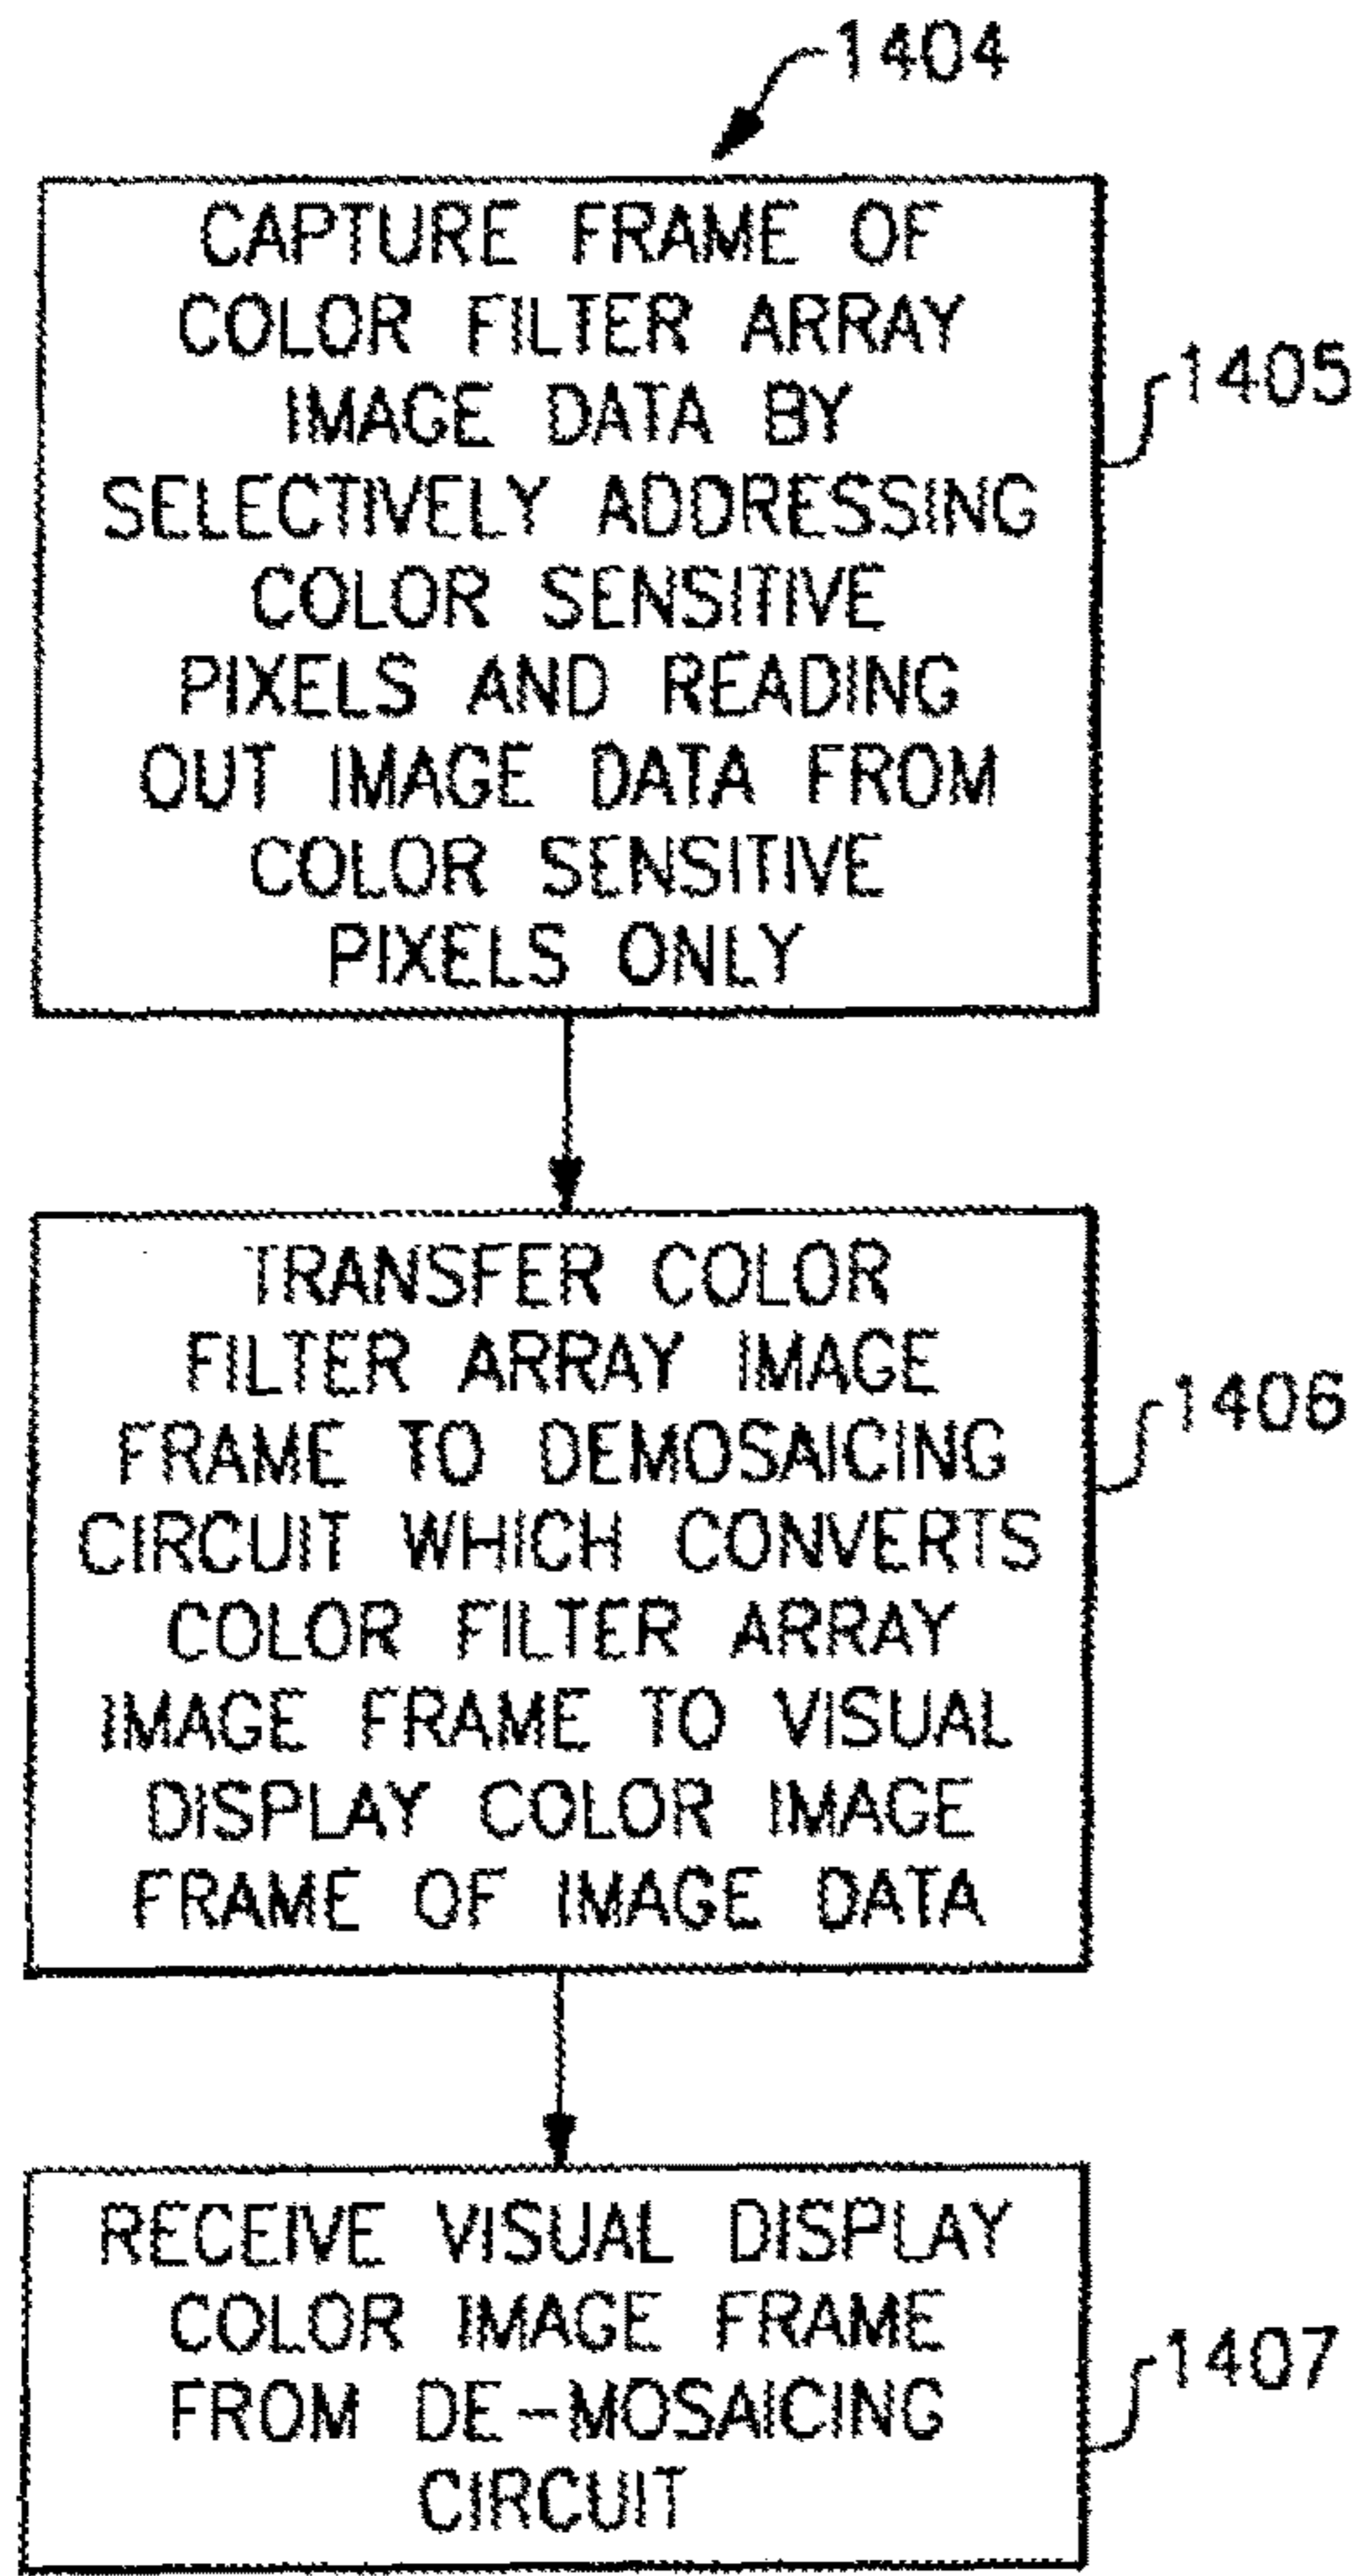 1404
CAPTURE FRAME OF
COLOR FILTER ARRAY
IMAGE DATA BY
SELECTIVELY ADDRESSING
COLOR SENSITIVE
PIXELS AND READING
OUT IMAGE DATA FROM
COLOR SENSITIVE
PIXELS ONLY
1405
TRANSFER COLOR
FILTER ARRAY IMAGE
FRAME TO DEMOSAICING
CIRCUIT WHICH CONVERTS
COLOR FILTER ARRAY
IMAGE FRAME TO VISUAL
DISPLAY COLOR IMAGE
FRAME OF IMAGE DATA
1406
RECEIVE VISUAL DISPLAY
COLOR IMAGE FRAME
FROM DE-MOSAICING
CIRCUIT
1407